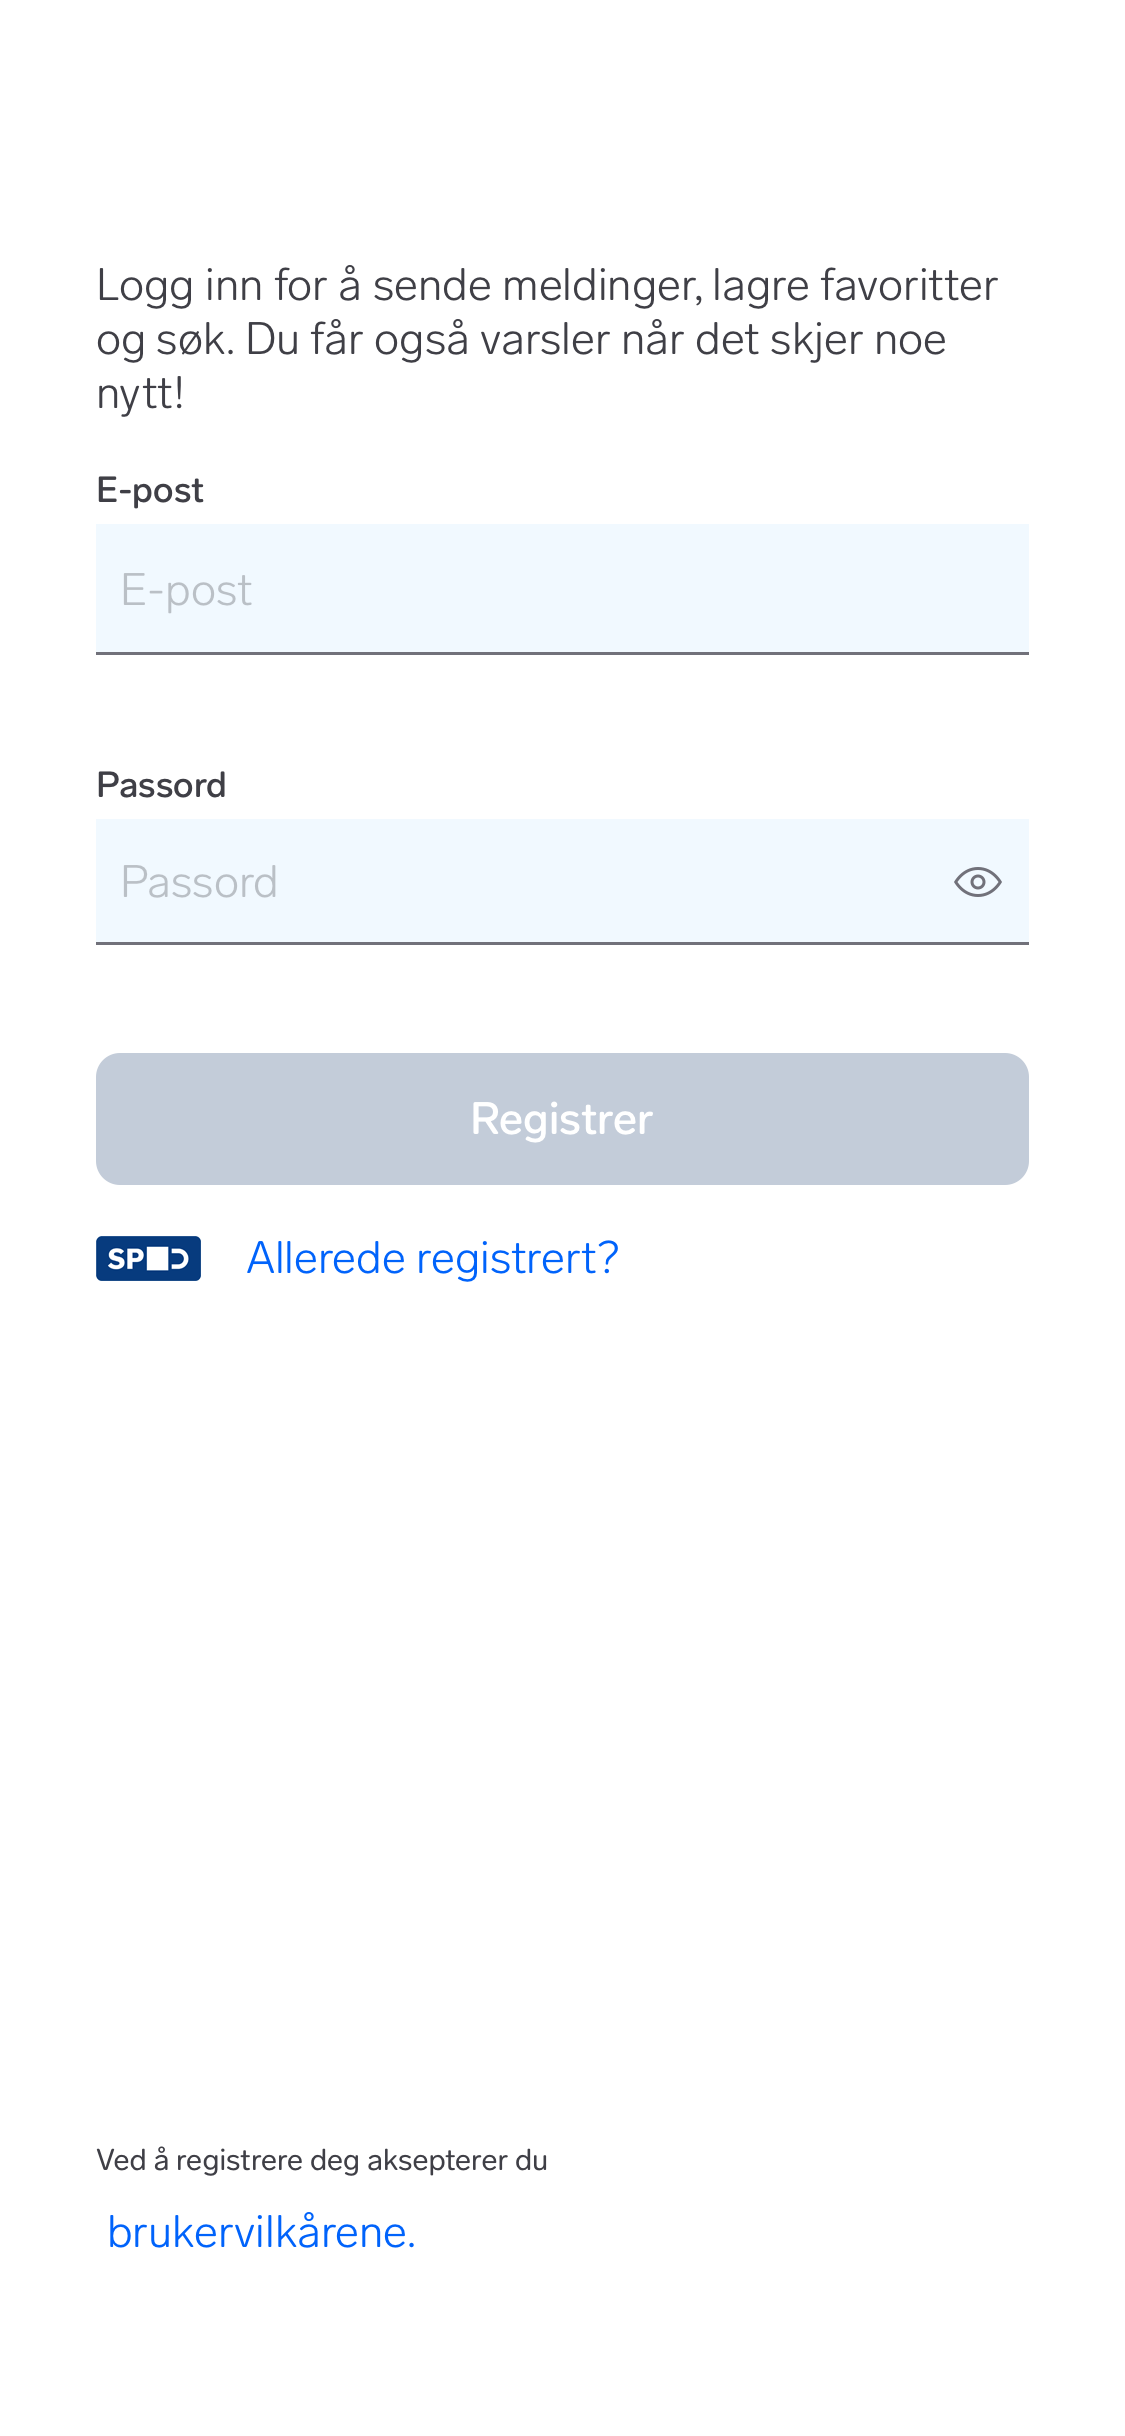 Logg inn for å sende meldinger, lagre favoritter
og søk. Du får også varsler når det skjer noe
nytt!
E-post
E-post
Passord
Passord
Registrer
SPiD
Allerede registrert?
Ved å registrere deg aksepterer du
brukervilkårene.